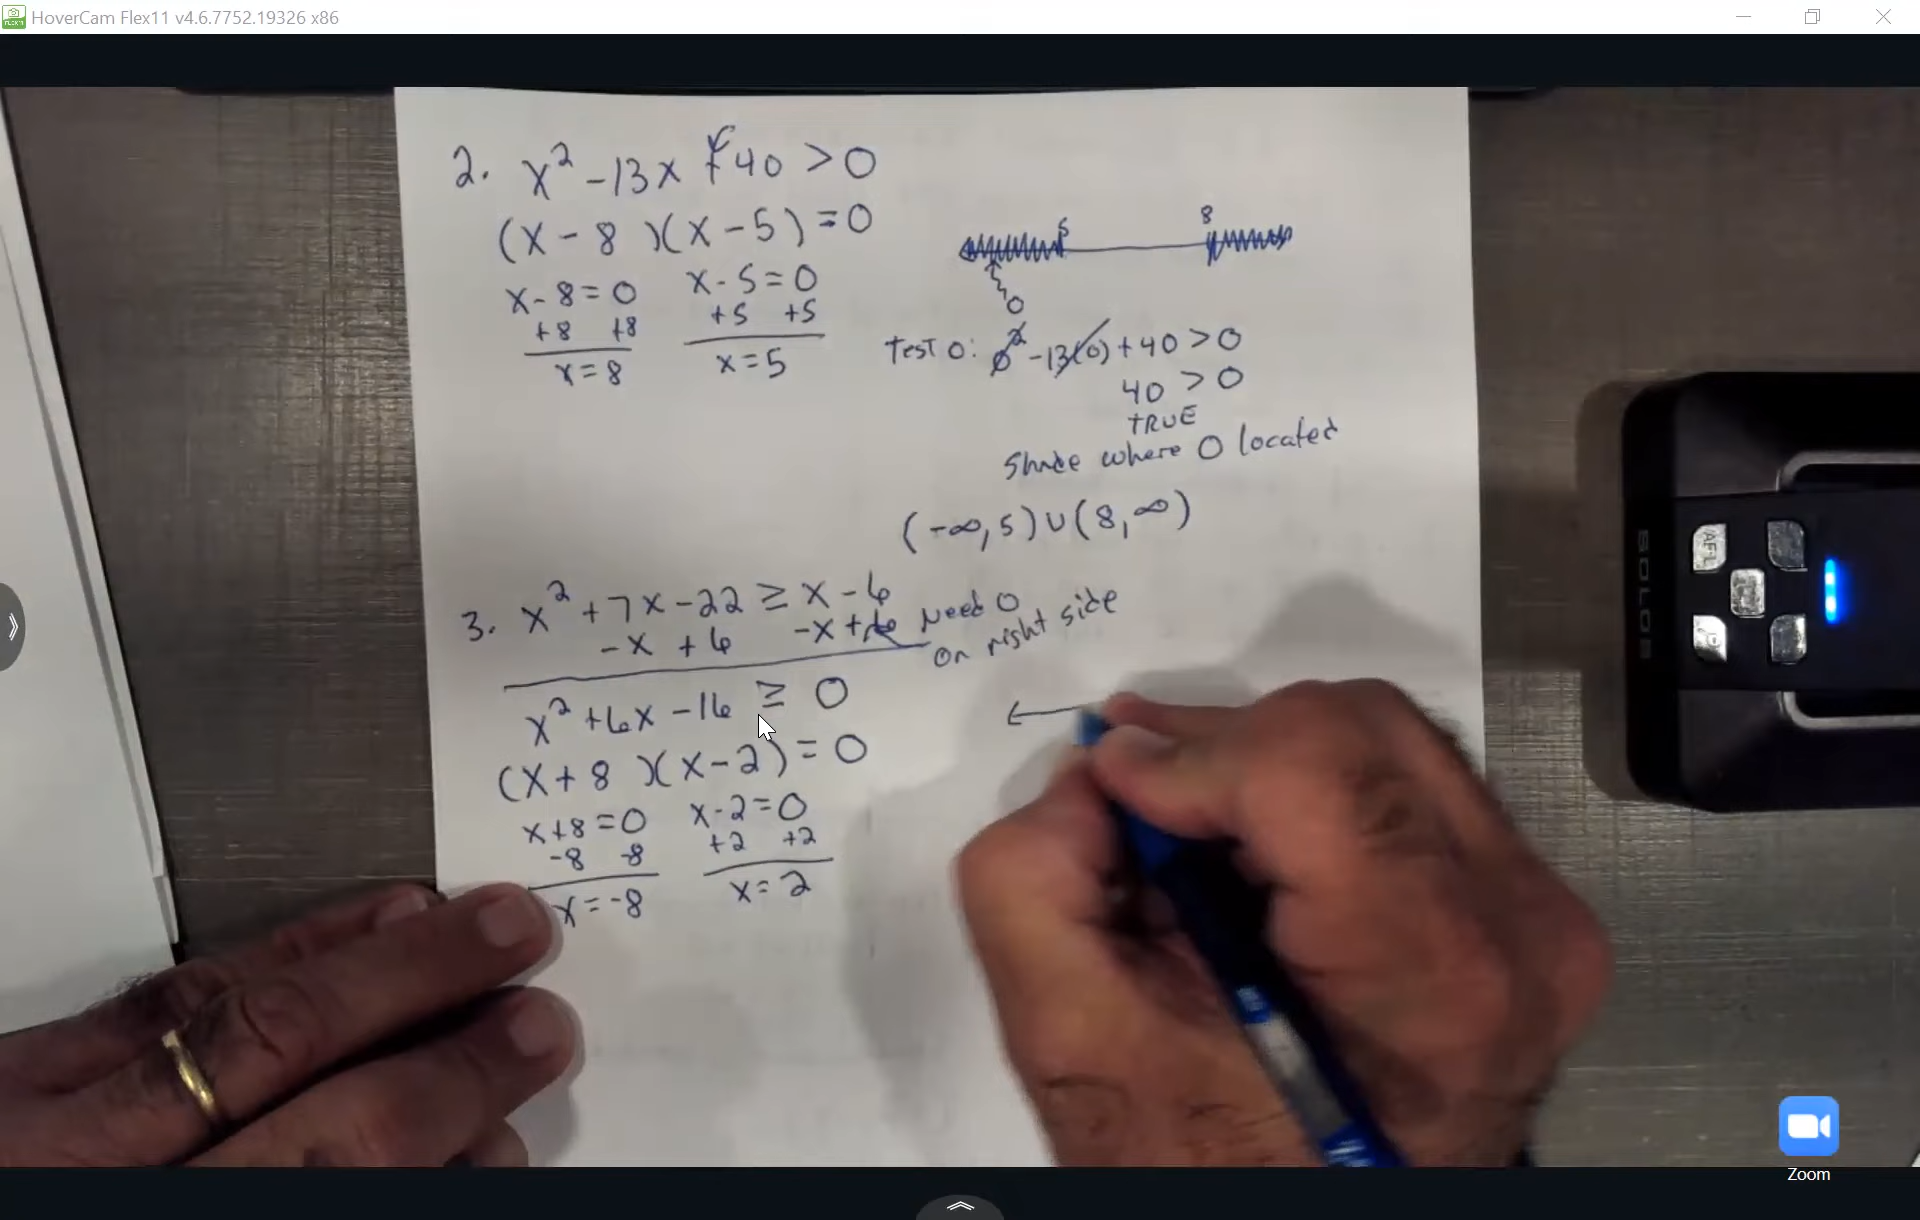 HoverCam Flex11 v4.6.7752.19326 x86
2. x² - 13x + 40 > 0
(x - 8)(x - 5) = 0
x - 8 = 0 x - 5 = 0
+8 +8 +5 +5
x = 8 x = 5
5 8
0
Test 0: 0² - 13(0) + 40 > 0
40 > 0
TRUE
Shade where 0 located
(-∞, 5) ∪ (8, ∞)
3. x² + 7x - 22 ≥ x - 6
- x + 6 - x + 6
Need 0
on right side
x² + 6x - 16 ≥ 0
(x + 8)(x - 2) = 0
x + 8 = 0 x - 2 = 0
-8 -8 +2 +2
x = -8 x = 2
SOLO8
Zoom